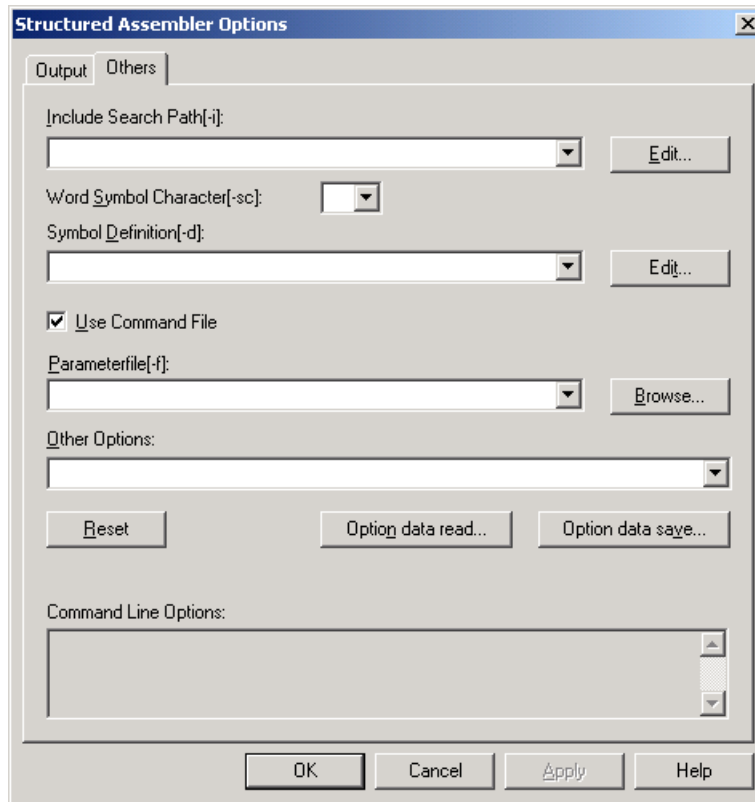 Structured Assembler Options
Output Others
Include Search Path[-i]:
Edit...
Word Symbol Character[-sc]:
Symbol Definition[-d]:
Edit...
Use Command File
Parameterfile[-f]:
Browse...
Other Options:
Reset Option data read... Option data save...
Command Line Options:
OK Cancel Apply Help